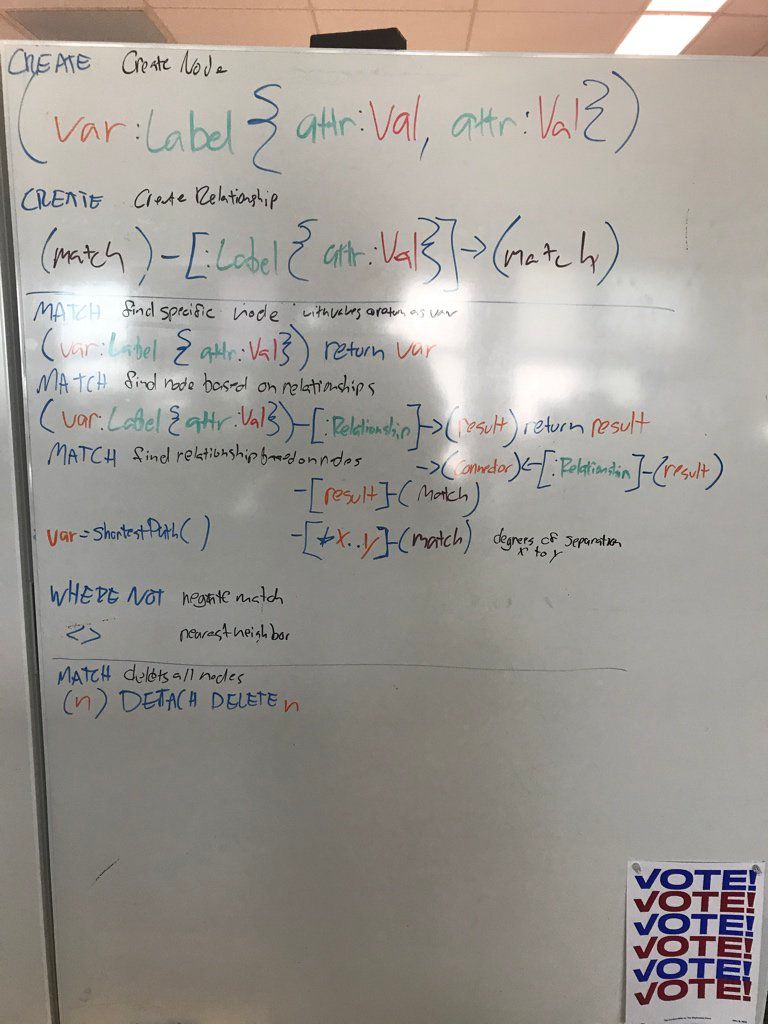 CREATE Create Node
(var:Label { attr:Val, attr:Val})
CREATE Create Relationship
(match)-[:Label { attr:Val}]->(match)
MATCH find specific node with values return as var
(var:Label { attr:Val}) return var
MATCH find node based on relationships
(var:Label{attr:Val})-[:Relationship]->(result) return result
->(connector)<-[:Relationship]-(result)
MATCH find relationship based on nodes
-[result]-(match)
var=shortestPath() -[*X..y]-(match) degrees of separation
x to y
WHERE NOT negate match
<> nearest neighbor
MATCH deletes all nodes
(n) DETACH DELETE n
VOTE!
VOTE!
VOTE!
VOTE!
VOTE!
VOTE!